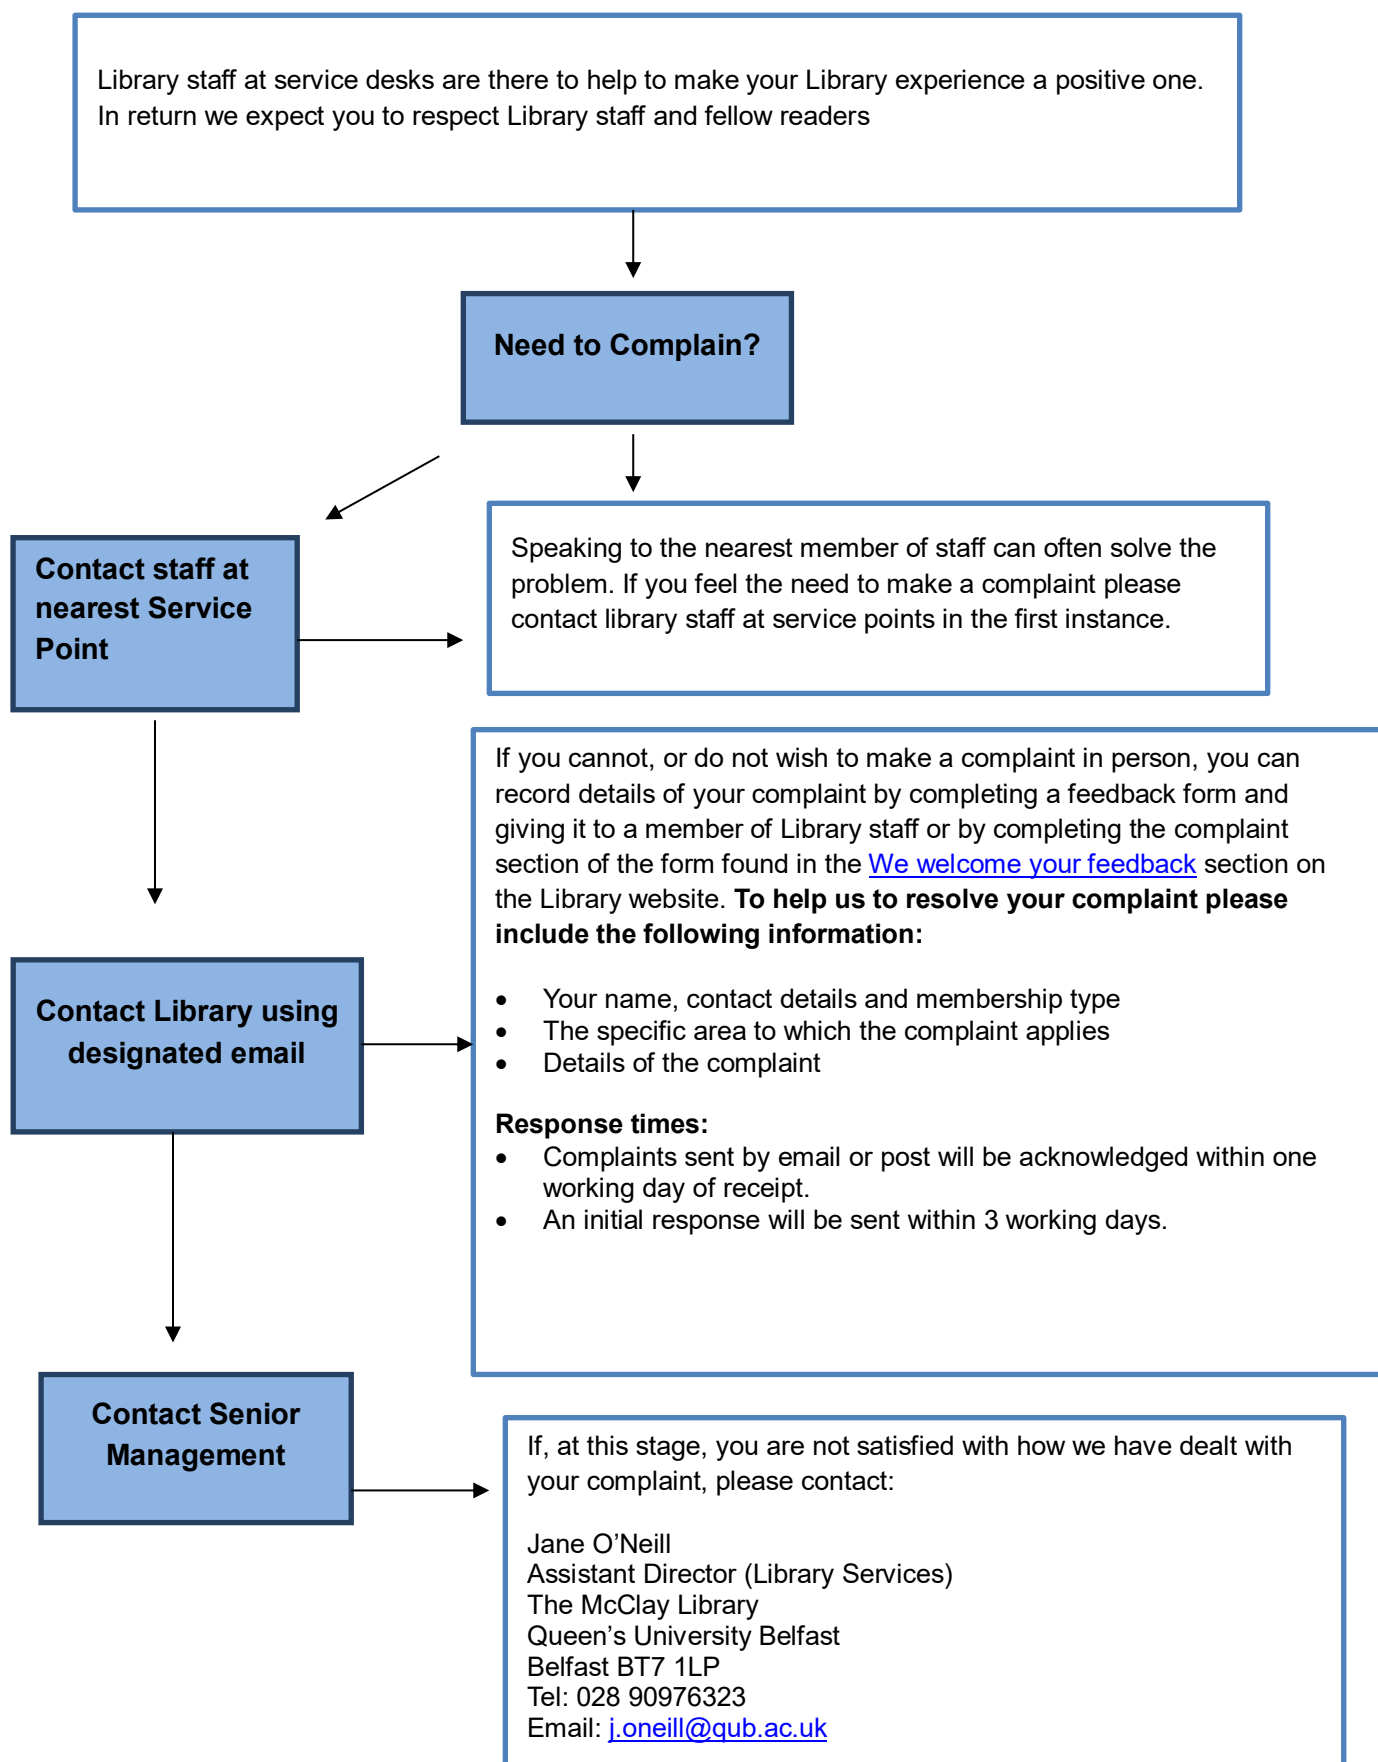 Library staff at service desks are there to help to make your Library experience a positive one.
In return we expect you to respect Library staff and fellow readers
Need to Complain?
Contact staff at
nearest Service
Point
Speaking to the nearest member of staff can often solve the
problem. If you feel the need to make a complaint please
contact library staff at service points in the first instance.
If you cannot, or do not wish to make a complaint in person, you can
record details of your complaint by completing a feedback form and
giving it to a member of Library staff or by completing the complaint
section of the form found in the We welcome your feedback section on
the Library website. To help us to resolve your complaint please
include the following information:
• Your name, contact details and membership type
• The specific area to which the complaint applies
• Details of the complaint
Response times:
• Complaints sent by email or post will be acknowledged within one
working day of receipt.
• An initial response will be sent within 3 working days.
Contact Library using
designated email
Contact Senior
Management
If, at this stage, you are not satisfied with how we have dealt with
your complaint, please contact:
Jane O’Neill
Assistant Director (Library Services)
The McClay Library
Queen’s University Belfast
Belfast BT7 1LP
Tel: 028 90976323
Email: j.oneill@qub.ac.uk